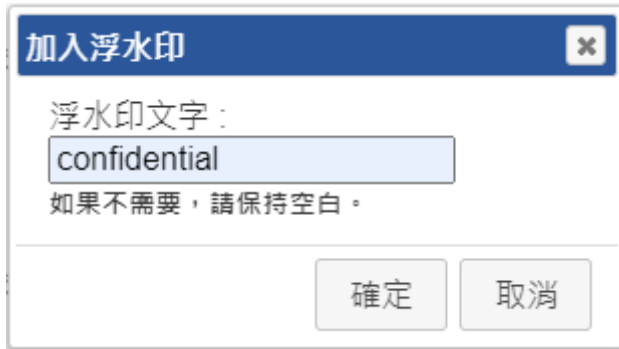 加入浮水印
浮水印文字 :
confidential
如果不需要，請保持空白。
確定
取消